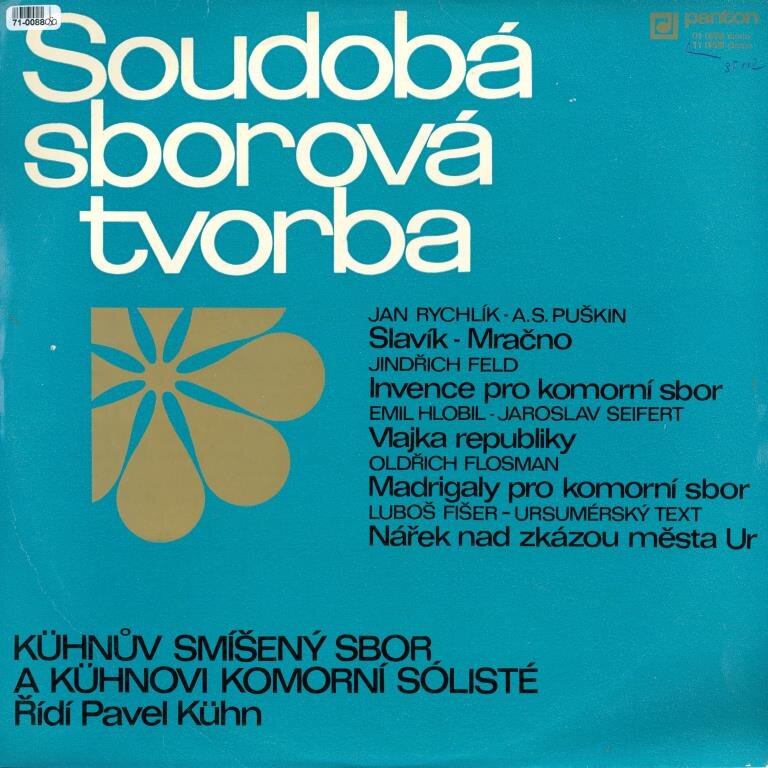 71-0088
panton
Soudobá
sborová
tvorba
JAN RYCHLÍK - A.S. PUŠKIN
Slavík - Mračno
JINDŘICH FELD
Invence pro komorní sbor
EMIL HLOBIL - JAROSLAV SEIFERT
Vlajka republiky
OLDŘICH FLOSMAN
Madrigaly pro komorní sbor
LUBOŠ FIŠER - URSUMÉRSKÝ TEXT
Nářek nad zkázou města Ur
KÜHNŮV SMÍŠENÝ SBOR
A KÜHNOVI KOMORNÍ SÓLISTÉ
Řídí Pavel Kühn